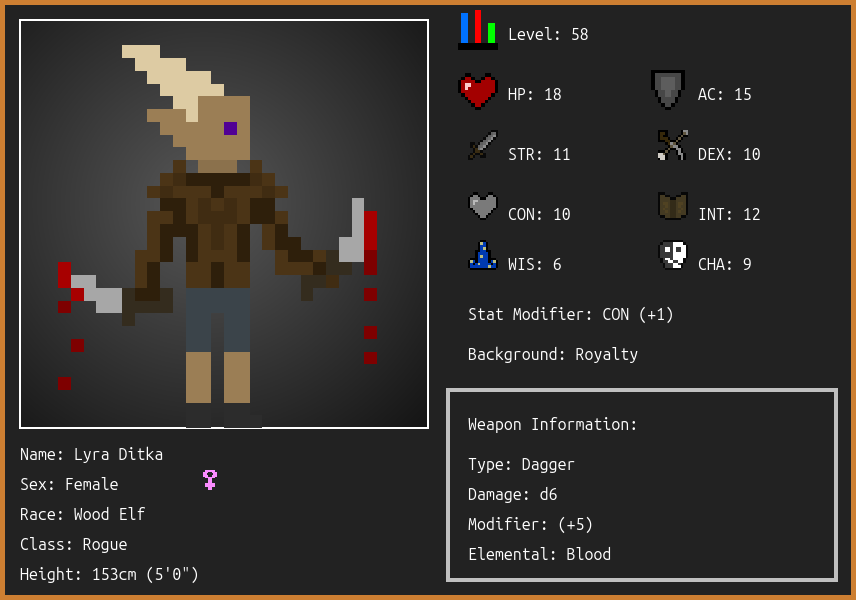 Level: 58
HP: 18
AC: 15
STR: 11
DEX: 10
CON: 10
INT: 12
WIS: 6
CHA: 9
Stat Modifier: CON (+1)
Background: Royalty
Weapon Information:
Type: Dagger
Damage: d6
Modifier: (+5)
Elemental: Blood
Name: Lyra Ditka
Sex: Female
Race: Wood Elf
Class: Rogue
Height: 153cm (5'0")